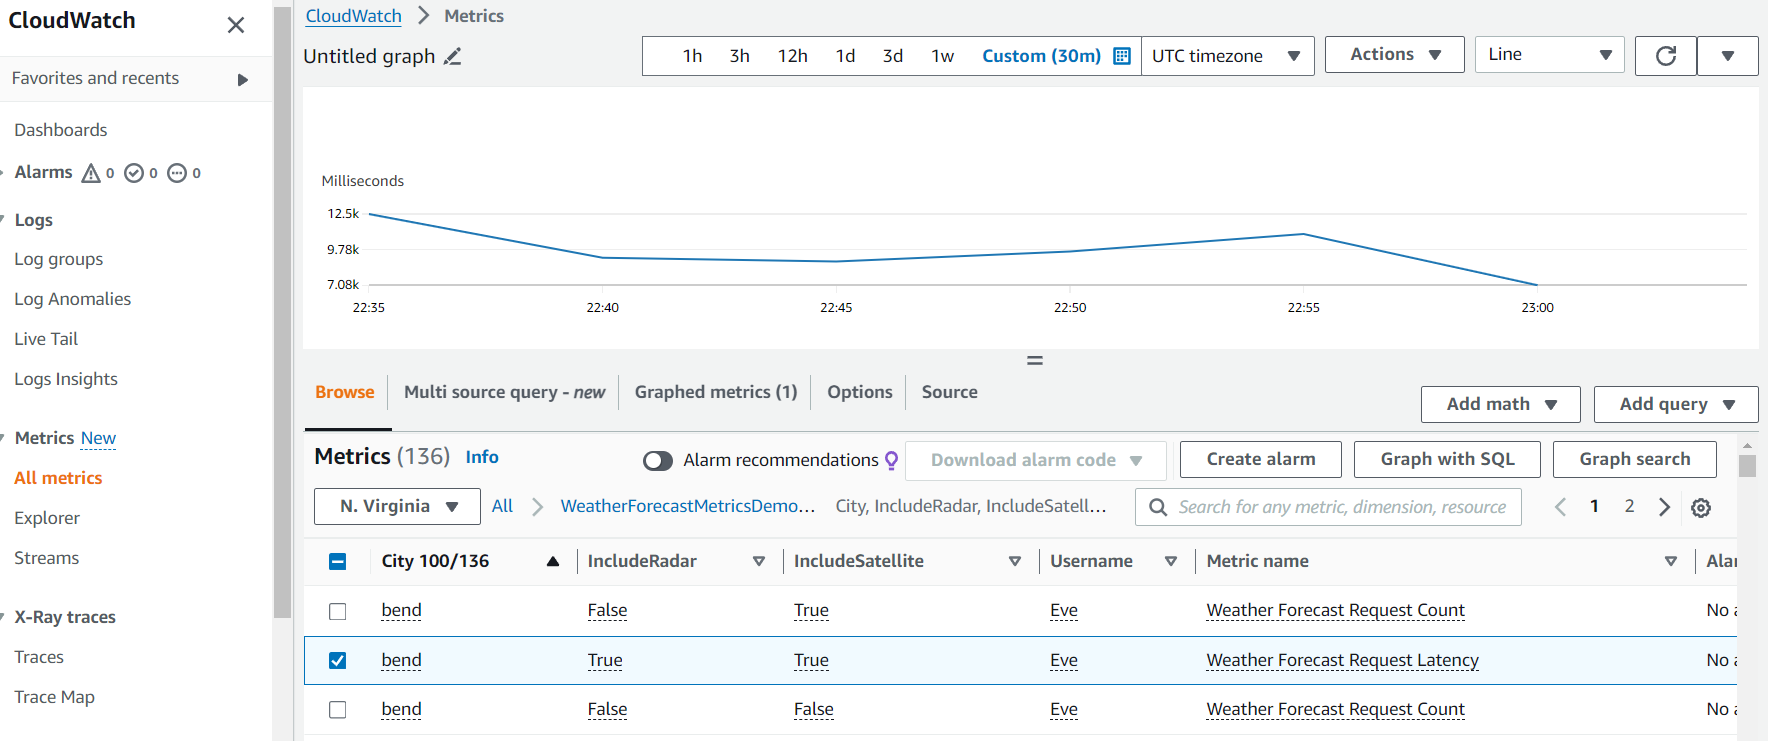 CloudWatch
Favorites and recents
Dashboards
Alarms 0 0 0
Logs
Log groups
Log Anomalies
Live Tail
Logs Insights
Metrics New
All metrics
Explorer
Streams
X-Ray traces
Traces
Trace Map
CloudWatch > Metrics
Untitled graph
1h 3h 12h 1d 3d 1w Custom (30m) UTC timezone Actions Line
Milliseconds
12.5k
9.78k
7.08k
22:35 22:40 22:45 22:50 22:55 23:00
Browse Multi source query - new Graphed metrics (1) Options Source
Add math Add query
Metrics (136) Info Alarm recommendations Download alarm code Create alarm Graph with SQL Graph search
N. Virginia All > WeatherForecastMetricsDemo... City, IncludeRadar, IncludeSatell... Search for any metric, dimension, resource 1 2
City 100/136 IncludeRadar IncludeSatellite Username Metric name Alar
bend False True Eve Weather Forecast Request Count No a
bend True True Eve Weather Forecast Request Latency No a
bend False False Eve Weather Forecast Request Count No a